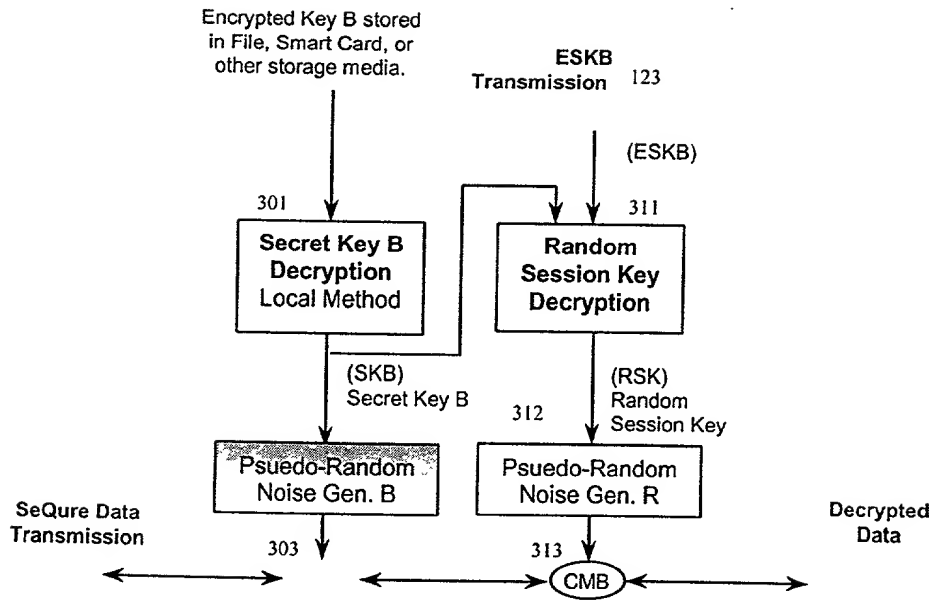 Encrypted Key B stored
in File, Smart Card, or
other storage media.
ESKB
Transmission 123
(ESKB)
301
311
Secret Key B
Decryption
Local Method
Random
Session Key
Decryption
(SKB)
Secret Key B
(RSK)
Random
Session Key
312
Psuedo-Random
Noise Gen. B
Psuedo-Random
Noise Gen. R
SeQure Data
Transmission
Decrypted
Data
303
313
CMB